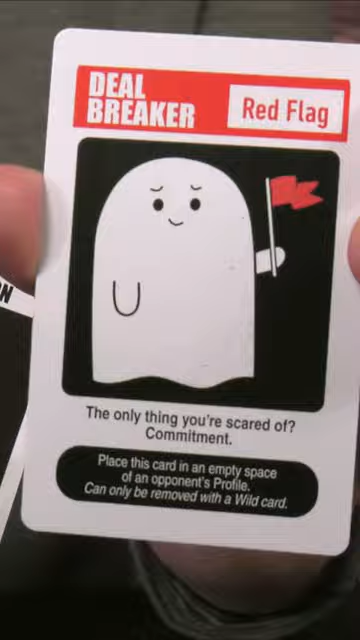 DEAL
BREAKER
Red Flag
The only thing you're scared of?
Commitment.
Place this card in an empty space
of an opponent's Profile.
Can only be removed with a Wild card.